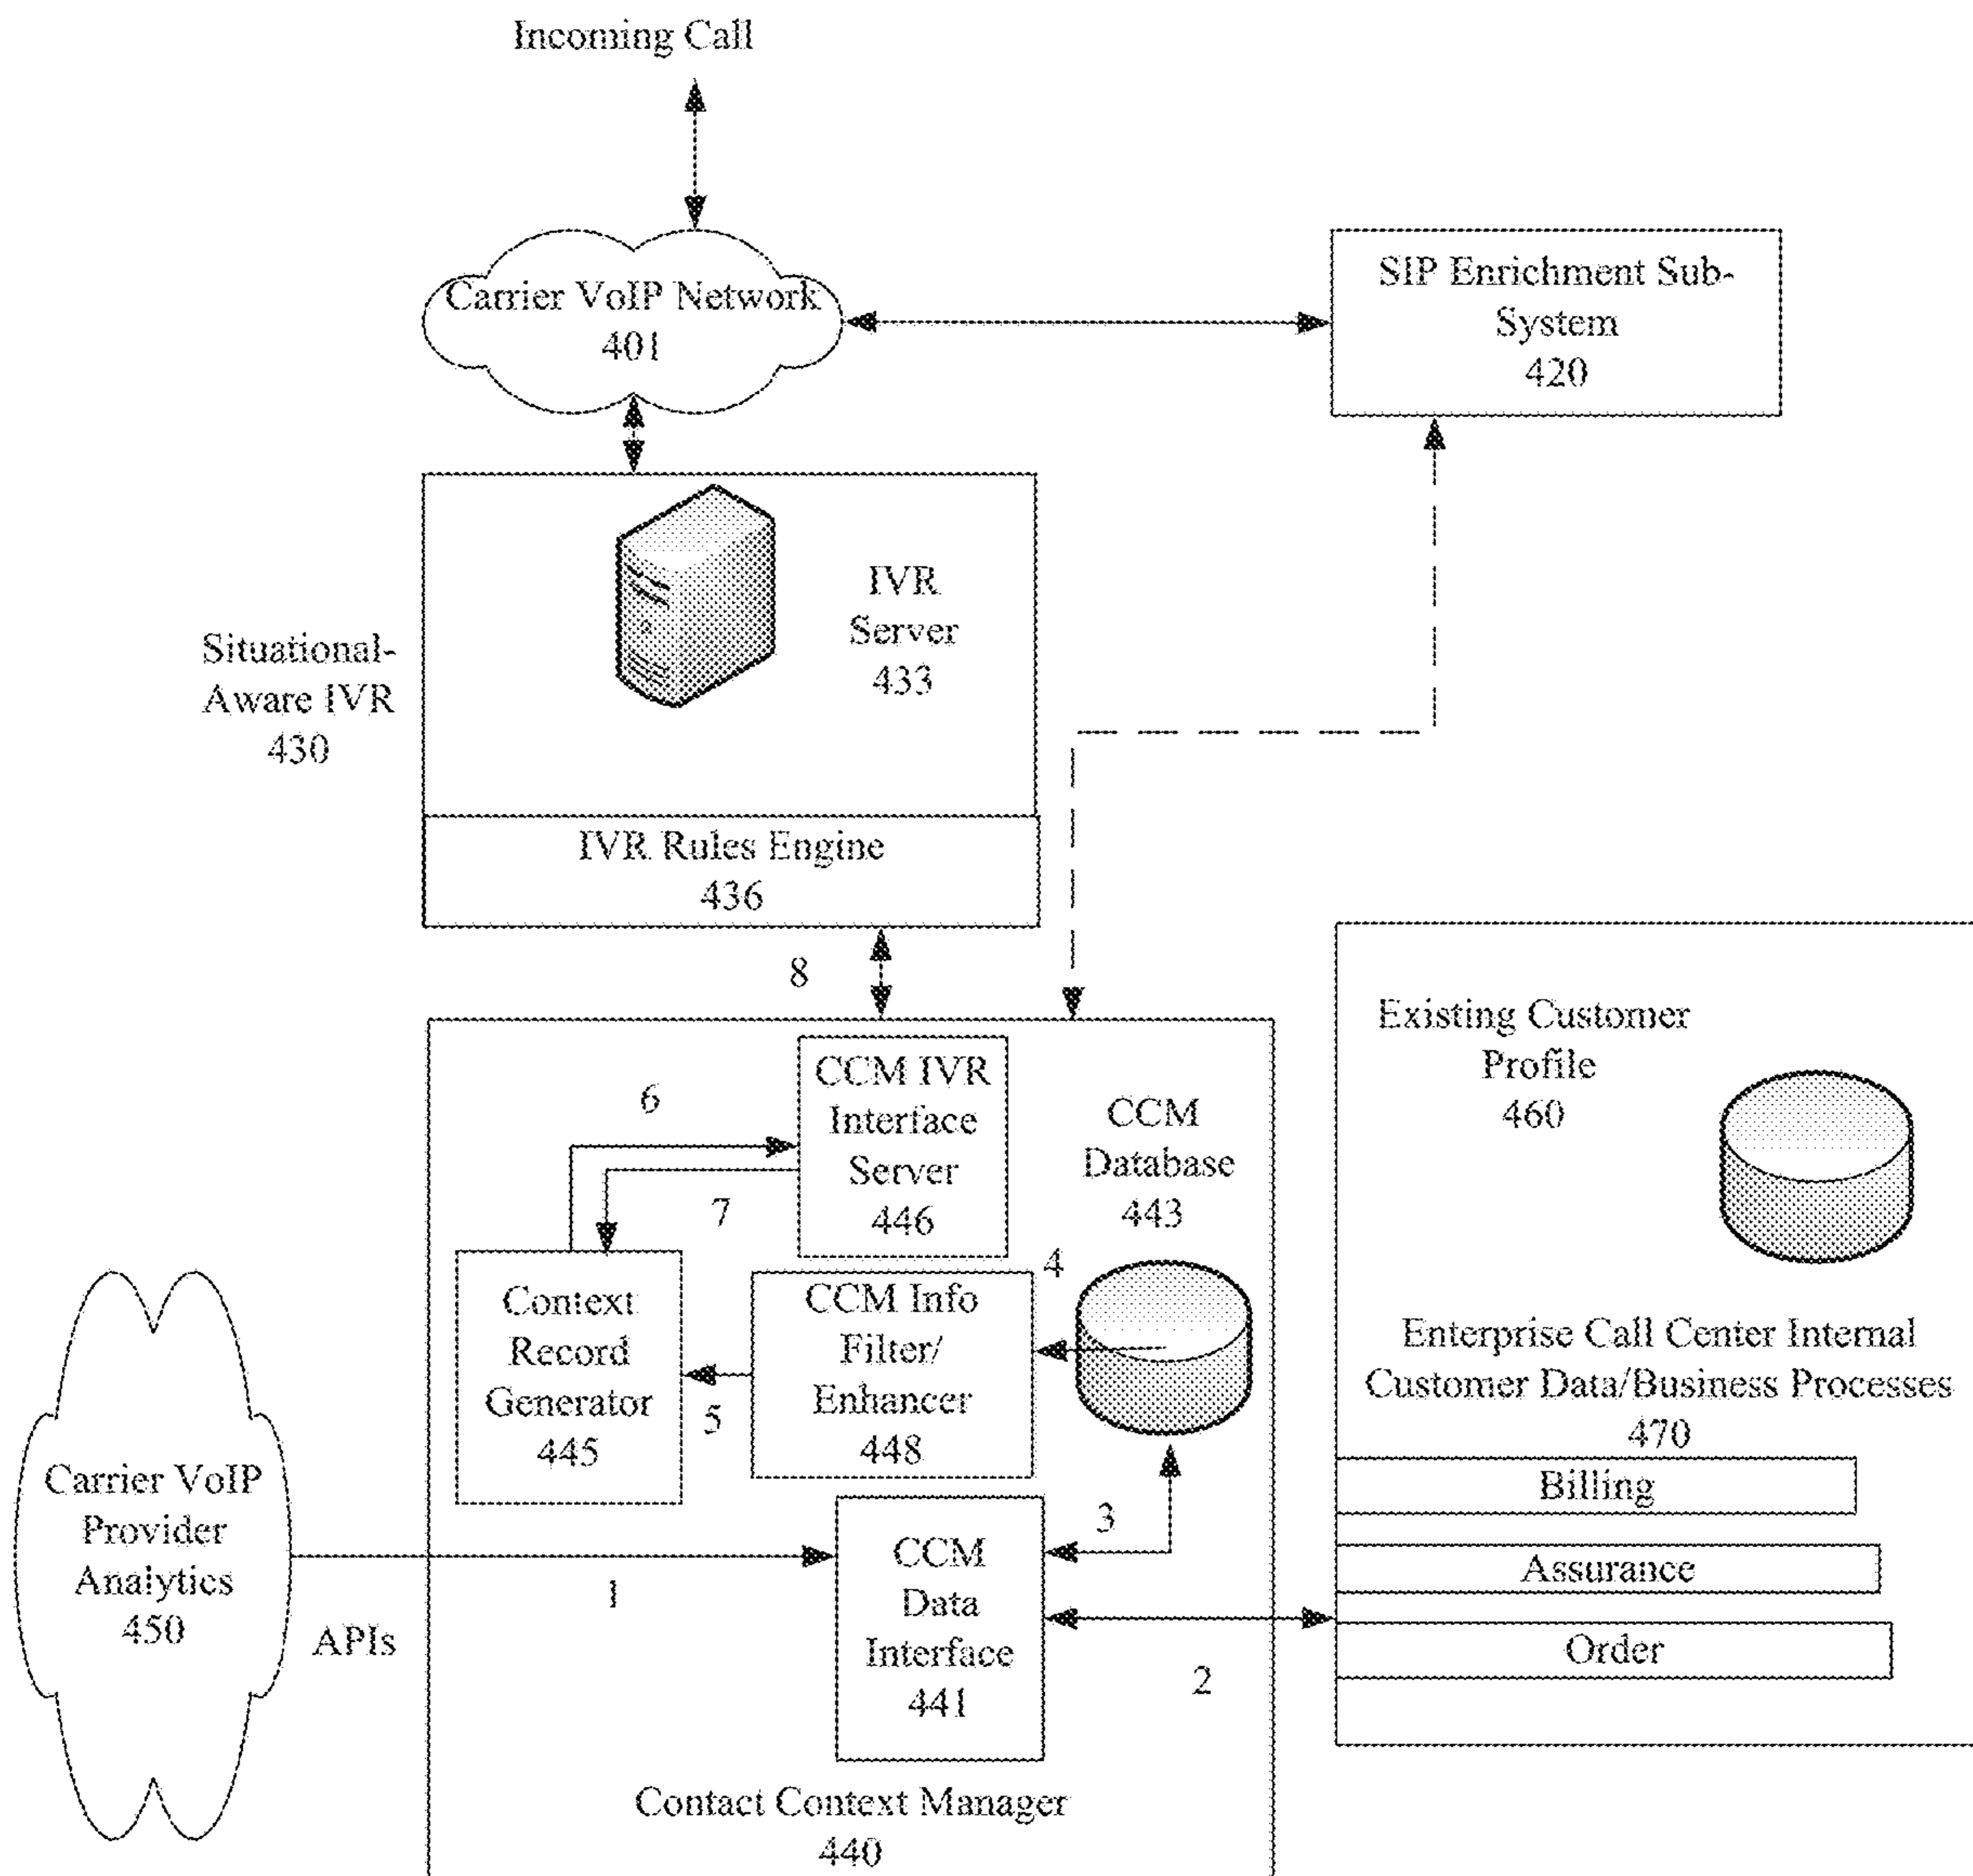 Incoming Call
Carrier VoIP Network
401
SIP Enrichment Sub-
System
420
IVR
Server
433
Situational-
Aware IVR
430
IVR Rules Engine
436
8
CCM IVR
Interface
Server
446
6
7
CCM
Database
443
4
Existing Customer
Profile
460
Context
Record
Generator
445
5
CCM Info
Filter/
Enhancer
448
Enterprise Call Center Internal
Customer Data/Business Processes
470
Billing
Assurance
Order
Carrier VoIP
Provider
Analytics
450
APIs
1
3
CCM
Data
Interface
441
2
Contact Context Manager
440